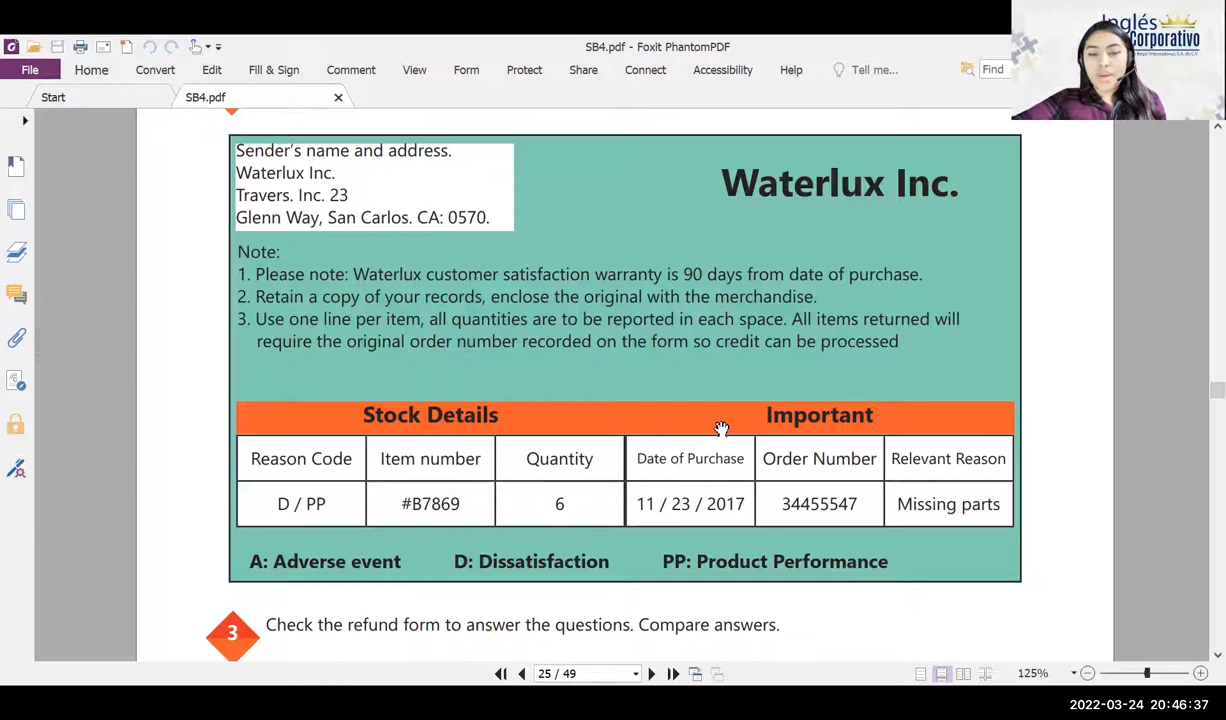 SB4.pdf - Foxit PhantomPDF
Inglés
Corporativo
File Home Convert Edit Fill & Sign Comment View Form Protect Share Connect Accessibility Help Tell me... Find
Start SB4.pdf
Sender's name and address.
Waterlux Inc.
Travers. Inc. 23
Glenn Way, San Carlos. CA: 0570.
Waterlux Inc.
Note:
1. Please note: Waterlux customer satisfaction warranty is 90 days from date of purchase.
2. Retain a copy of your records, enclose the original with the merchandise.
3. Use one line per item, all quantities are to be reported in each space. All items returned will
require the original order number recorded on the form so credit can be processed
Stock Details Important
Reason Code Item number Quantity Date of Purchase Order Number Relevant Reason
D / PP #B7869 6 11 / 23 / 2017 34455547 Missing parts
A: Adverse event D: Dissatisfaction PP: Product Performance
3 Check the refund form to answer the questions. Compare answers.
25 / 49 125%
2022-03-24 20:46:37